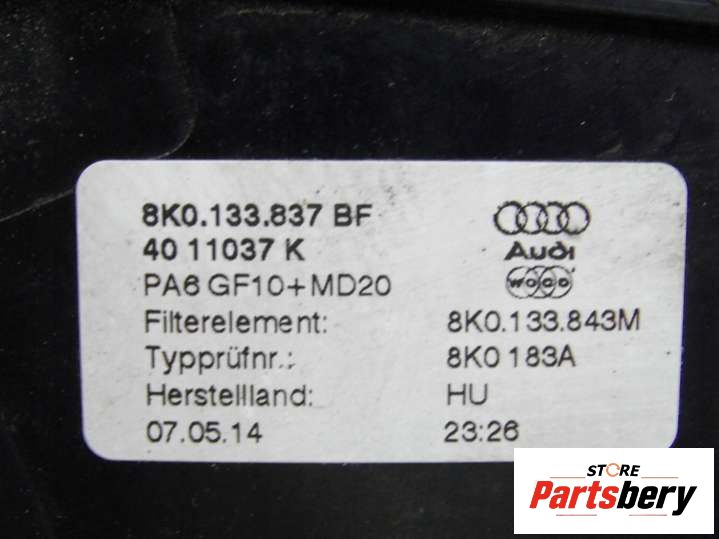 8K0.133.837 BF
40 11037 K
Audi
PA6 GF10+MD20
WOCO
Filterelement: 8K0.133.843M
Typprüfnr.: 8K0 183A
Herstellland: HU
07.05.14 23:26
STORE
Partsbery